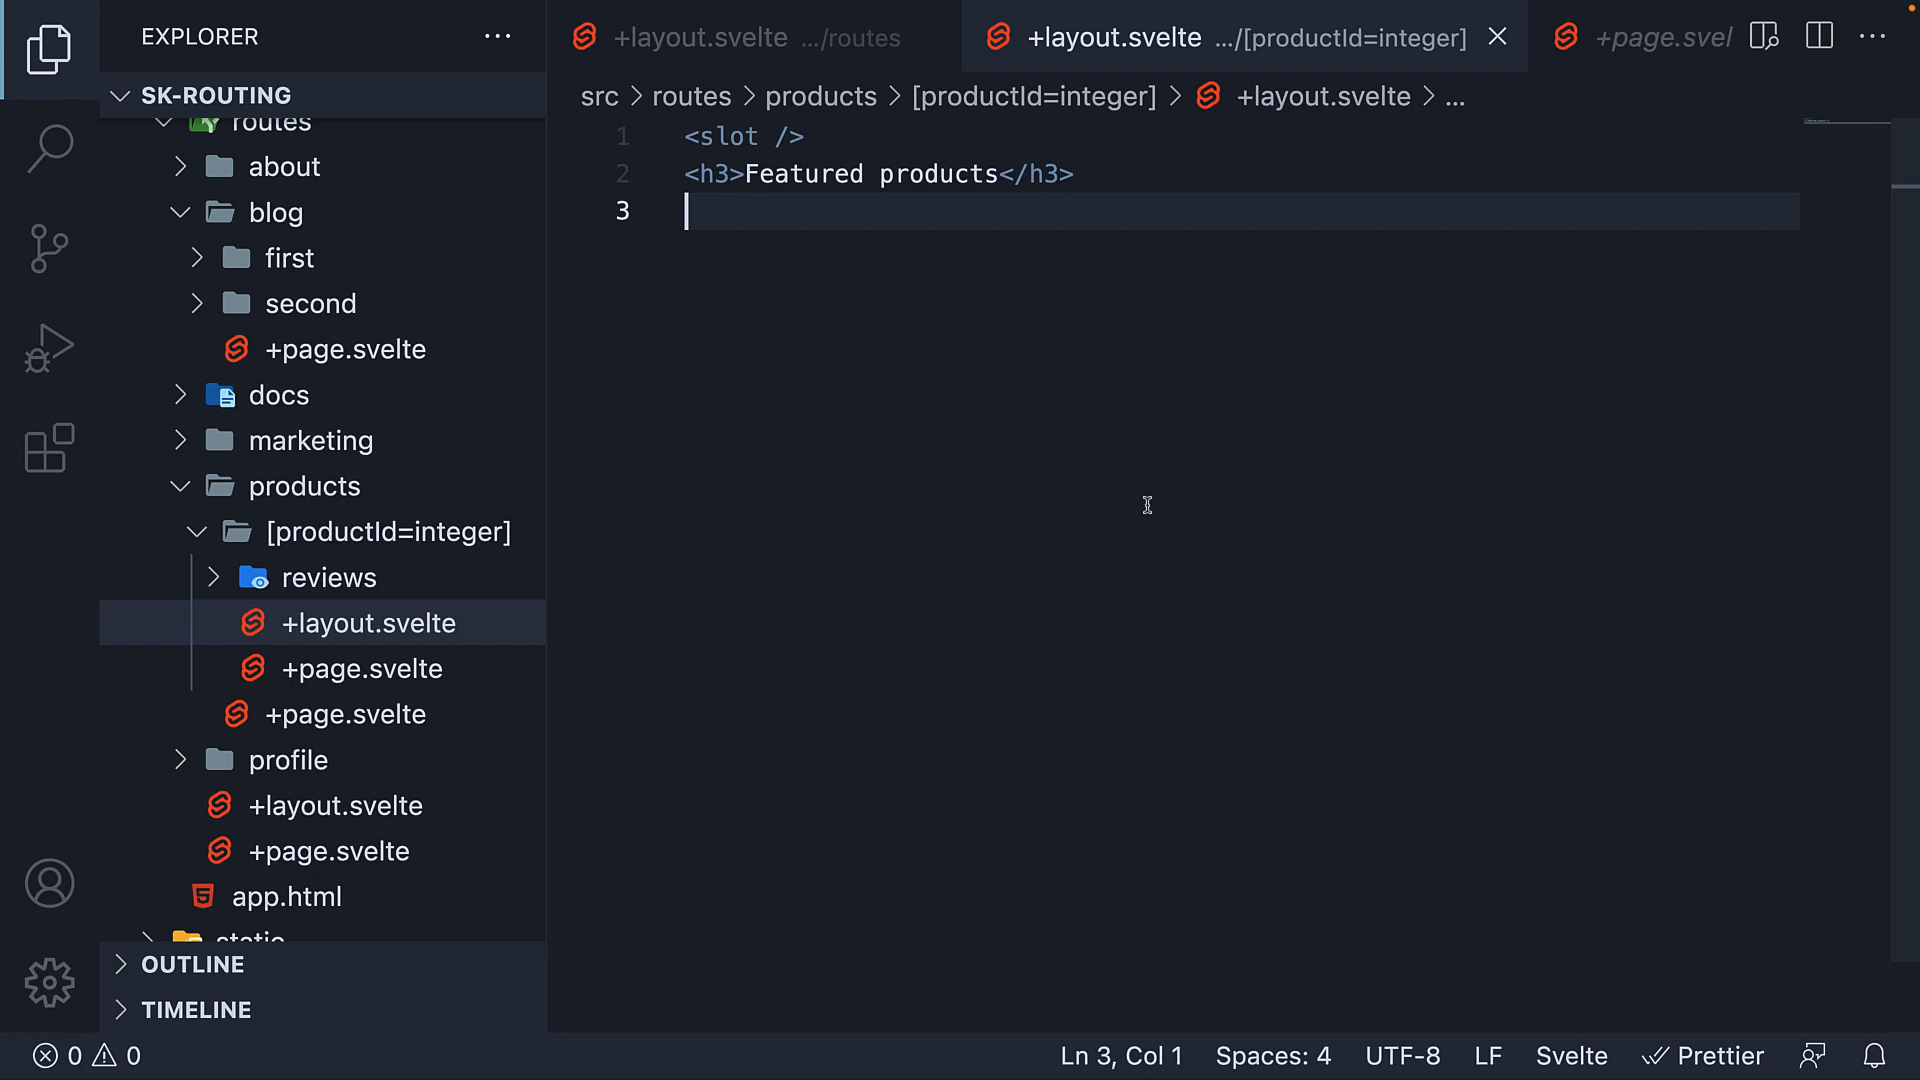 EXPLORER
SK-ROUTING
routes
about
blog
first
second
+page.svelte
docs
marketing
products
[productId=integer]
reviews
+layout.svelte
+page.svelte
+page.svelte
profile
+layout.svelte
+page.svelte
app.html
static
OUTLINE
TIMELINE
+layout.svelte .../routes
+layout.svelte .../[productId=integer]
+page.svel
src > routes > products > [productId=integer] > +layout.svelte > ...
1 <slot />
2 <h3>Featured products</h3>
3
0 0
Ln 3, Col 1 Spaces: 4 UTF-8 LF Svelte Prettier